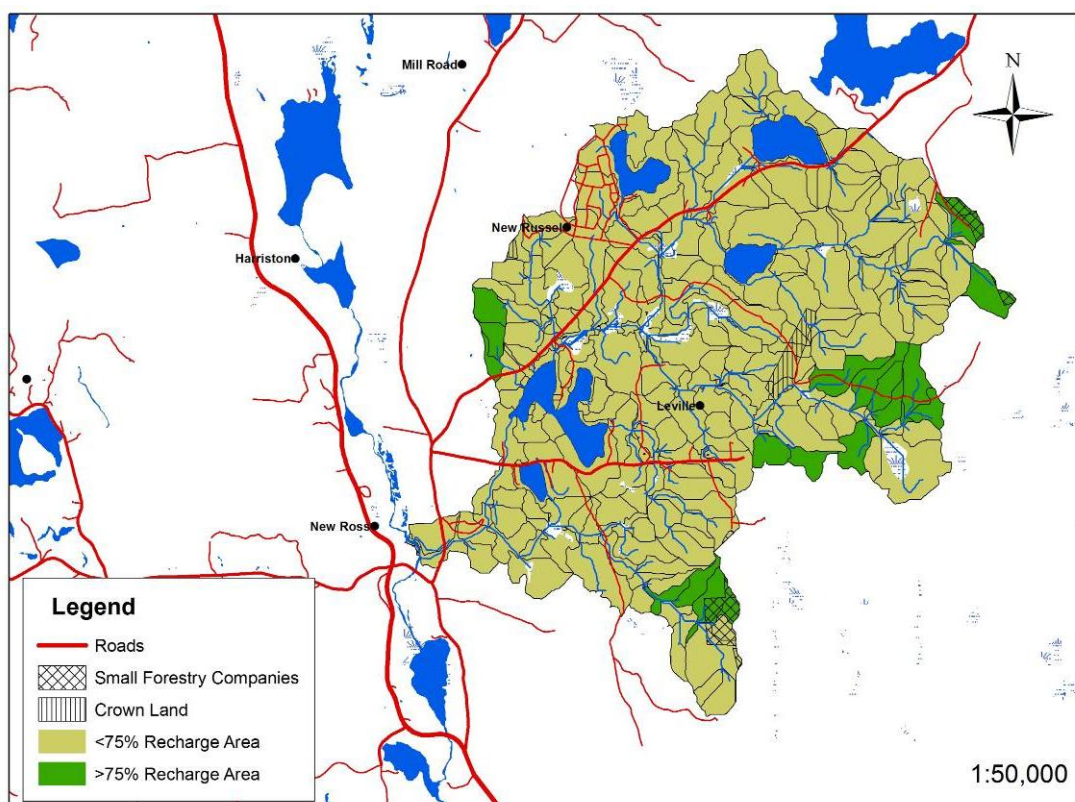 Mill Road
N
New Russel
Harriston
Leville
New Ross
Legend
Roads
Small Forestry Companies
Crown Land
<75% Recharge Area
>75% Recharge Area
1:50,000